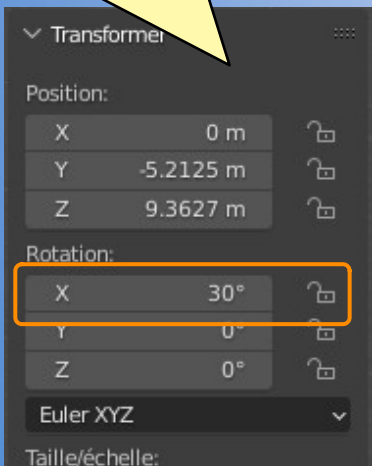 Transformer
Position:
X 0 m
Y -5.2125 m
Z 9.3627 m
Rotation:
X 30°
Y 0°
Z 0°
Euler XYZ
Taille/échelle: